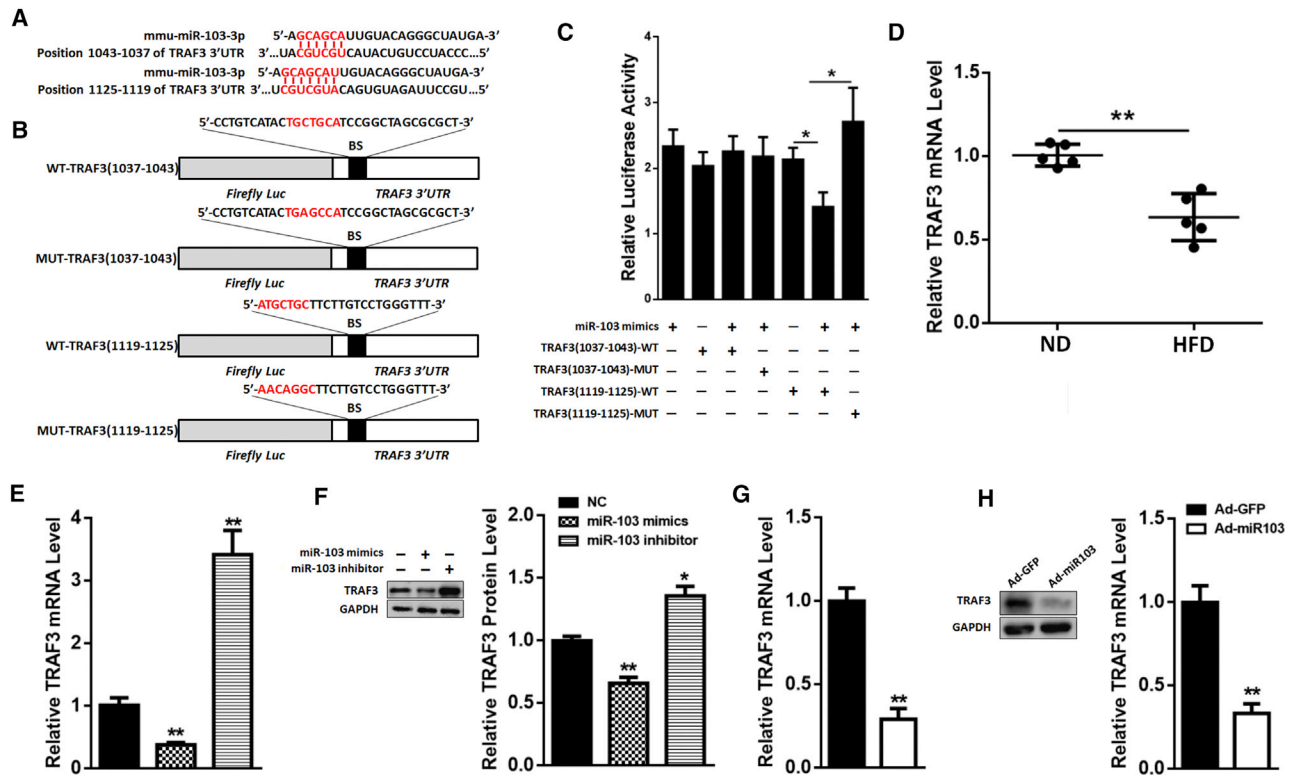 A
mmu-miR-103-3p 5'-AGCAGCAUUGUACAGGGCUAUGA-3'
Position 1043-1037 of TRAF3 3'UTR 3'...UACGUCGUCAUACUGUCCUACCC...5'
mmu-miR-103-3p 5'-AGCAGCAUUGUACAGGGCUAUGA-3'
Position 1125-1119 of TRAF3 3'UTR 3'...UCGUCGUACAGUGUAGAUUCCGU...5'
B
5'-CCTGTCATACTGCTGCATCCGGCTAGCGCGCT-3'
BS
WT-TRAF3(1037-1043)
Firefly Luc TRAF3 3'UTR
5'-CCTGTCATACTGAGCCATCCGGCTAGCGCGCT-3'
BS
MUT-TRAF3(1037-1043)
Firefly Luc TRAF3 3'UTR
5'-ATGCTGCTTCTTGTCCTGGGTTT-3'
BS
WT-TRAF3(1119-1125)
Firefly Luc TRAF3 3'UTR
5'-AACAGGCTTCTTGTCCTGGGTTT-3'
BS
MUT-TRAF3(1119-1125)
Firefly Luc TRAF3 3'UTR
C
Relative Luciferase Activity
4
3
2
1
0
*
*
miR-103 mimics + – + + – + +
TRAF3(1037-1043)-WT – + + – – – –
TRAF3(1037-1043)-MUT – – – + – – –
TRAF3(1119-1125)-WT – – – – + + –
TRAF3(1119-1125)-MUT – – – – – – +
D
Relative TRAF3 mRNA Level
1.5
1.0
0.5
0.0
**
ND HFD
E
Relative TRAF3 mRNA Level
4
3
2
1
0
**
**
F
miR-103 mimics – + –
miR-103 inhibitor – – +
TRAF3
GAPDH
NC
miR-103 mimics
miR-103 inhibitor
Relative TRAF3 Protein Level
2.0
1.5
1.0
0.5
0.0
**
*
G
Relative TRAF3 mRNA Level
1.5
1.0
0.5
0.0
**
H
Ad-GFP Ad-miR103
TRAF3
GAPDH
Ad-GFP
Ad-miR103
Relative TRAF3 mRNA Level
1.5
1.0
0.5
0.0
**